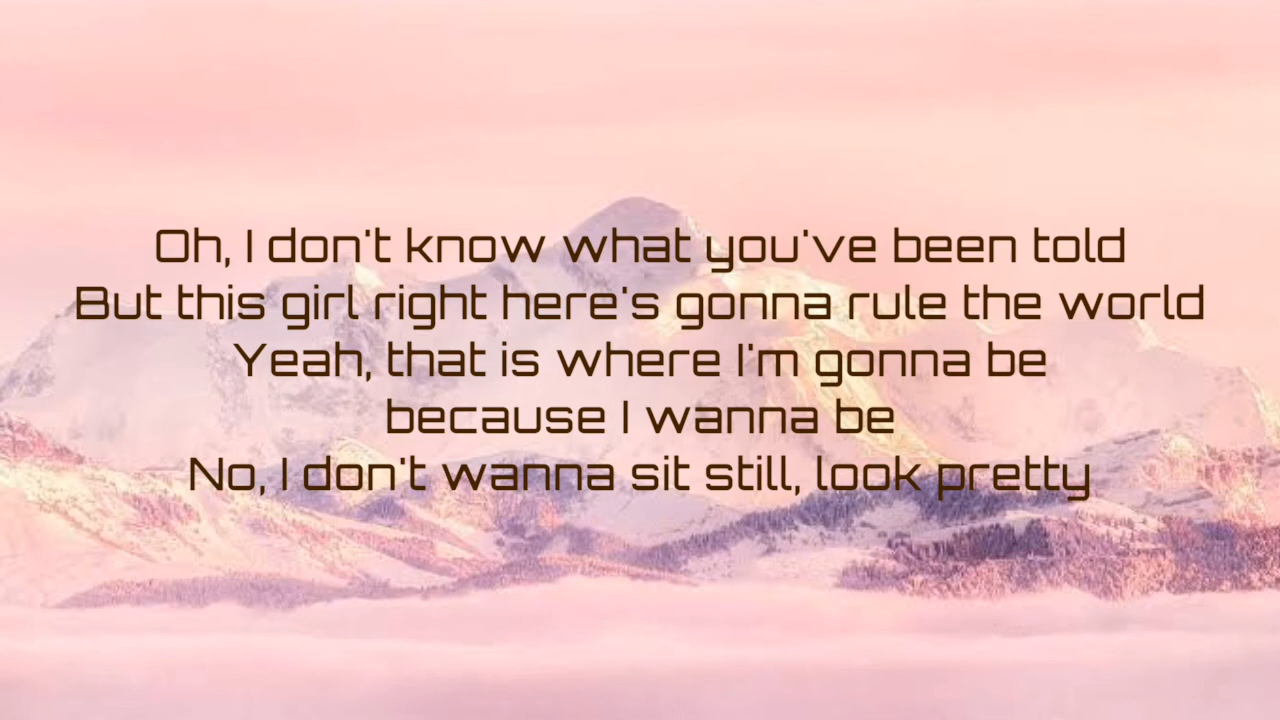 Oh, I don't know what you've been told
But this girl right here's gonna rule the world
Yeah, that is where I'm gonna be
because I wanna be
No, I don't wanna sit still, look pretty